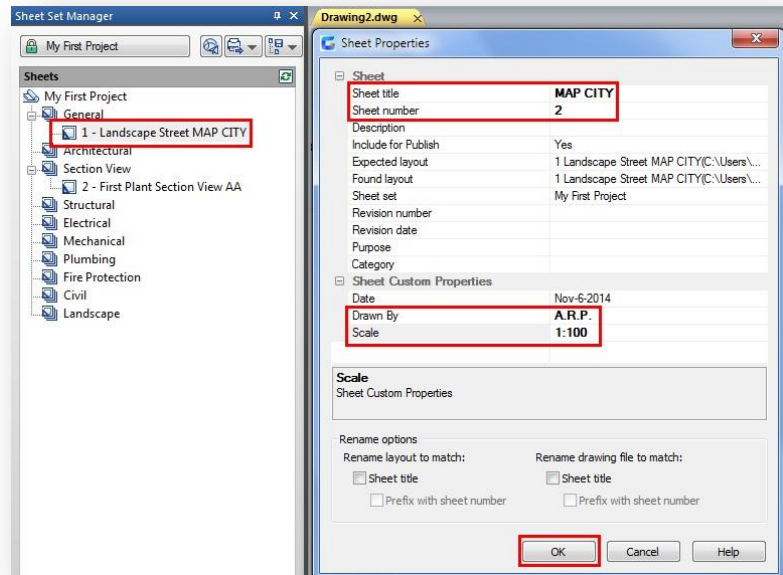 Sheet Set Manager
My First Project
Sheets
My First Project
General
1 - Landscape Street MAP CITY
Architectural
Section View
2 - First Plant Section View AA
Structural
Electrical
Mechanical
Plumbing
Fire Protection
Civil
Landscape
Drawing2.dwg
Sheet Properties
Sheet
Sheet title MAP CITY
Sheet number 2
Description
Include for Publish Yes
Expected layout 1 Landscape Street MAP CITY(C:\Users\...
Found layout 1 Landscape Street MAP CITY(C:\Users\...
Sheet set My First Project
Revision number
Revision date
Purpose
Category
Sheet Custom Properties
Date Nov-6-2014
Drawn By A.R.P.
Scale 1:100
Scale
Sheet Custom Properties
Rename options
Rename layout to match: Rename drawing file to match:
Sheet title Sheet title
Prefix with sheet number Prefix with sheet number
OK Cancel Help